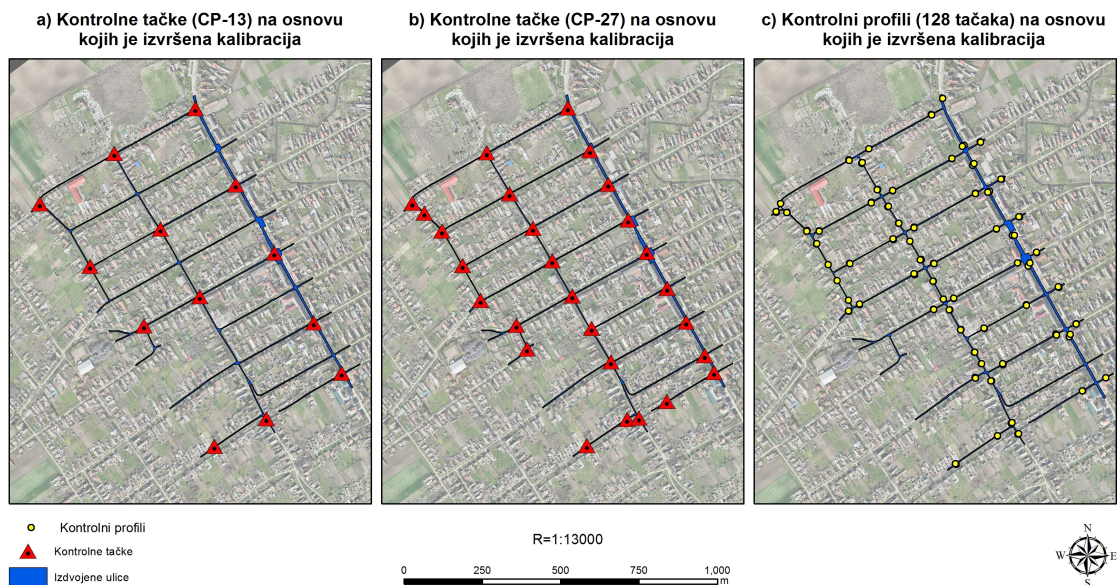 a) Kontrolne tačke (CP-13) na osnovu
kojih je izvršena kalibracija
b) Kontrolne tačke (CP-27) na osnovu
kojih je izvršena kalibracija
c) Kontrolni profili (128 tačaka) na osnovu
kojih je izvršena kalibracija
Kontrolni profili
Kontrolne tačke
Izdvojene ulice
R=1:13000
0 250 500 750 1,000
m
N
W E
S